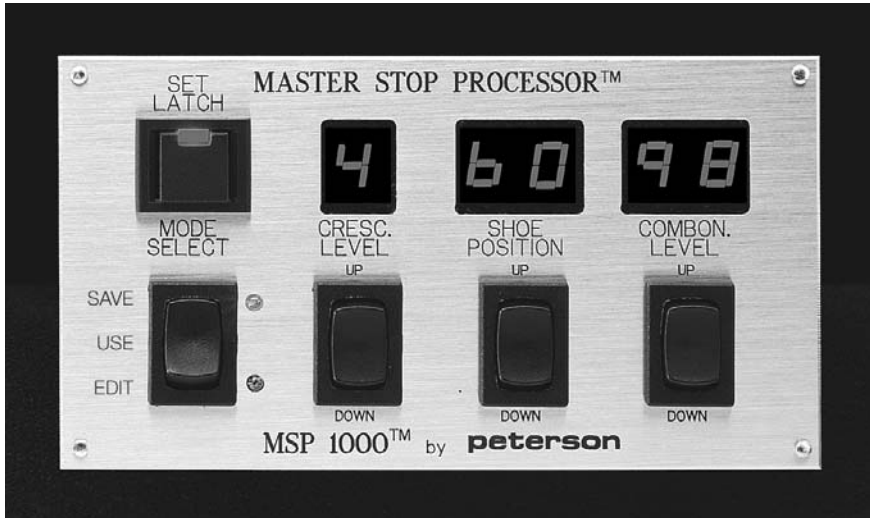 SET
LATCH
MASTER STOP PROCESSOR™
4
60
98
MODE
SELECT
CRESC.
LEVEL
SHOE
POSITION
COMBON.
LEVEL
UP
UP
UP
SAVE
USE
EDIT
DOWN
DOWN
DOWN
MSP 1000™ by peterson